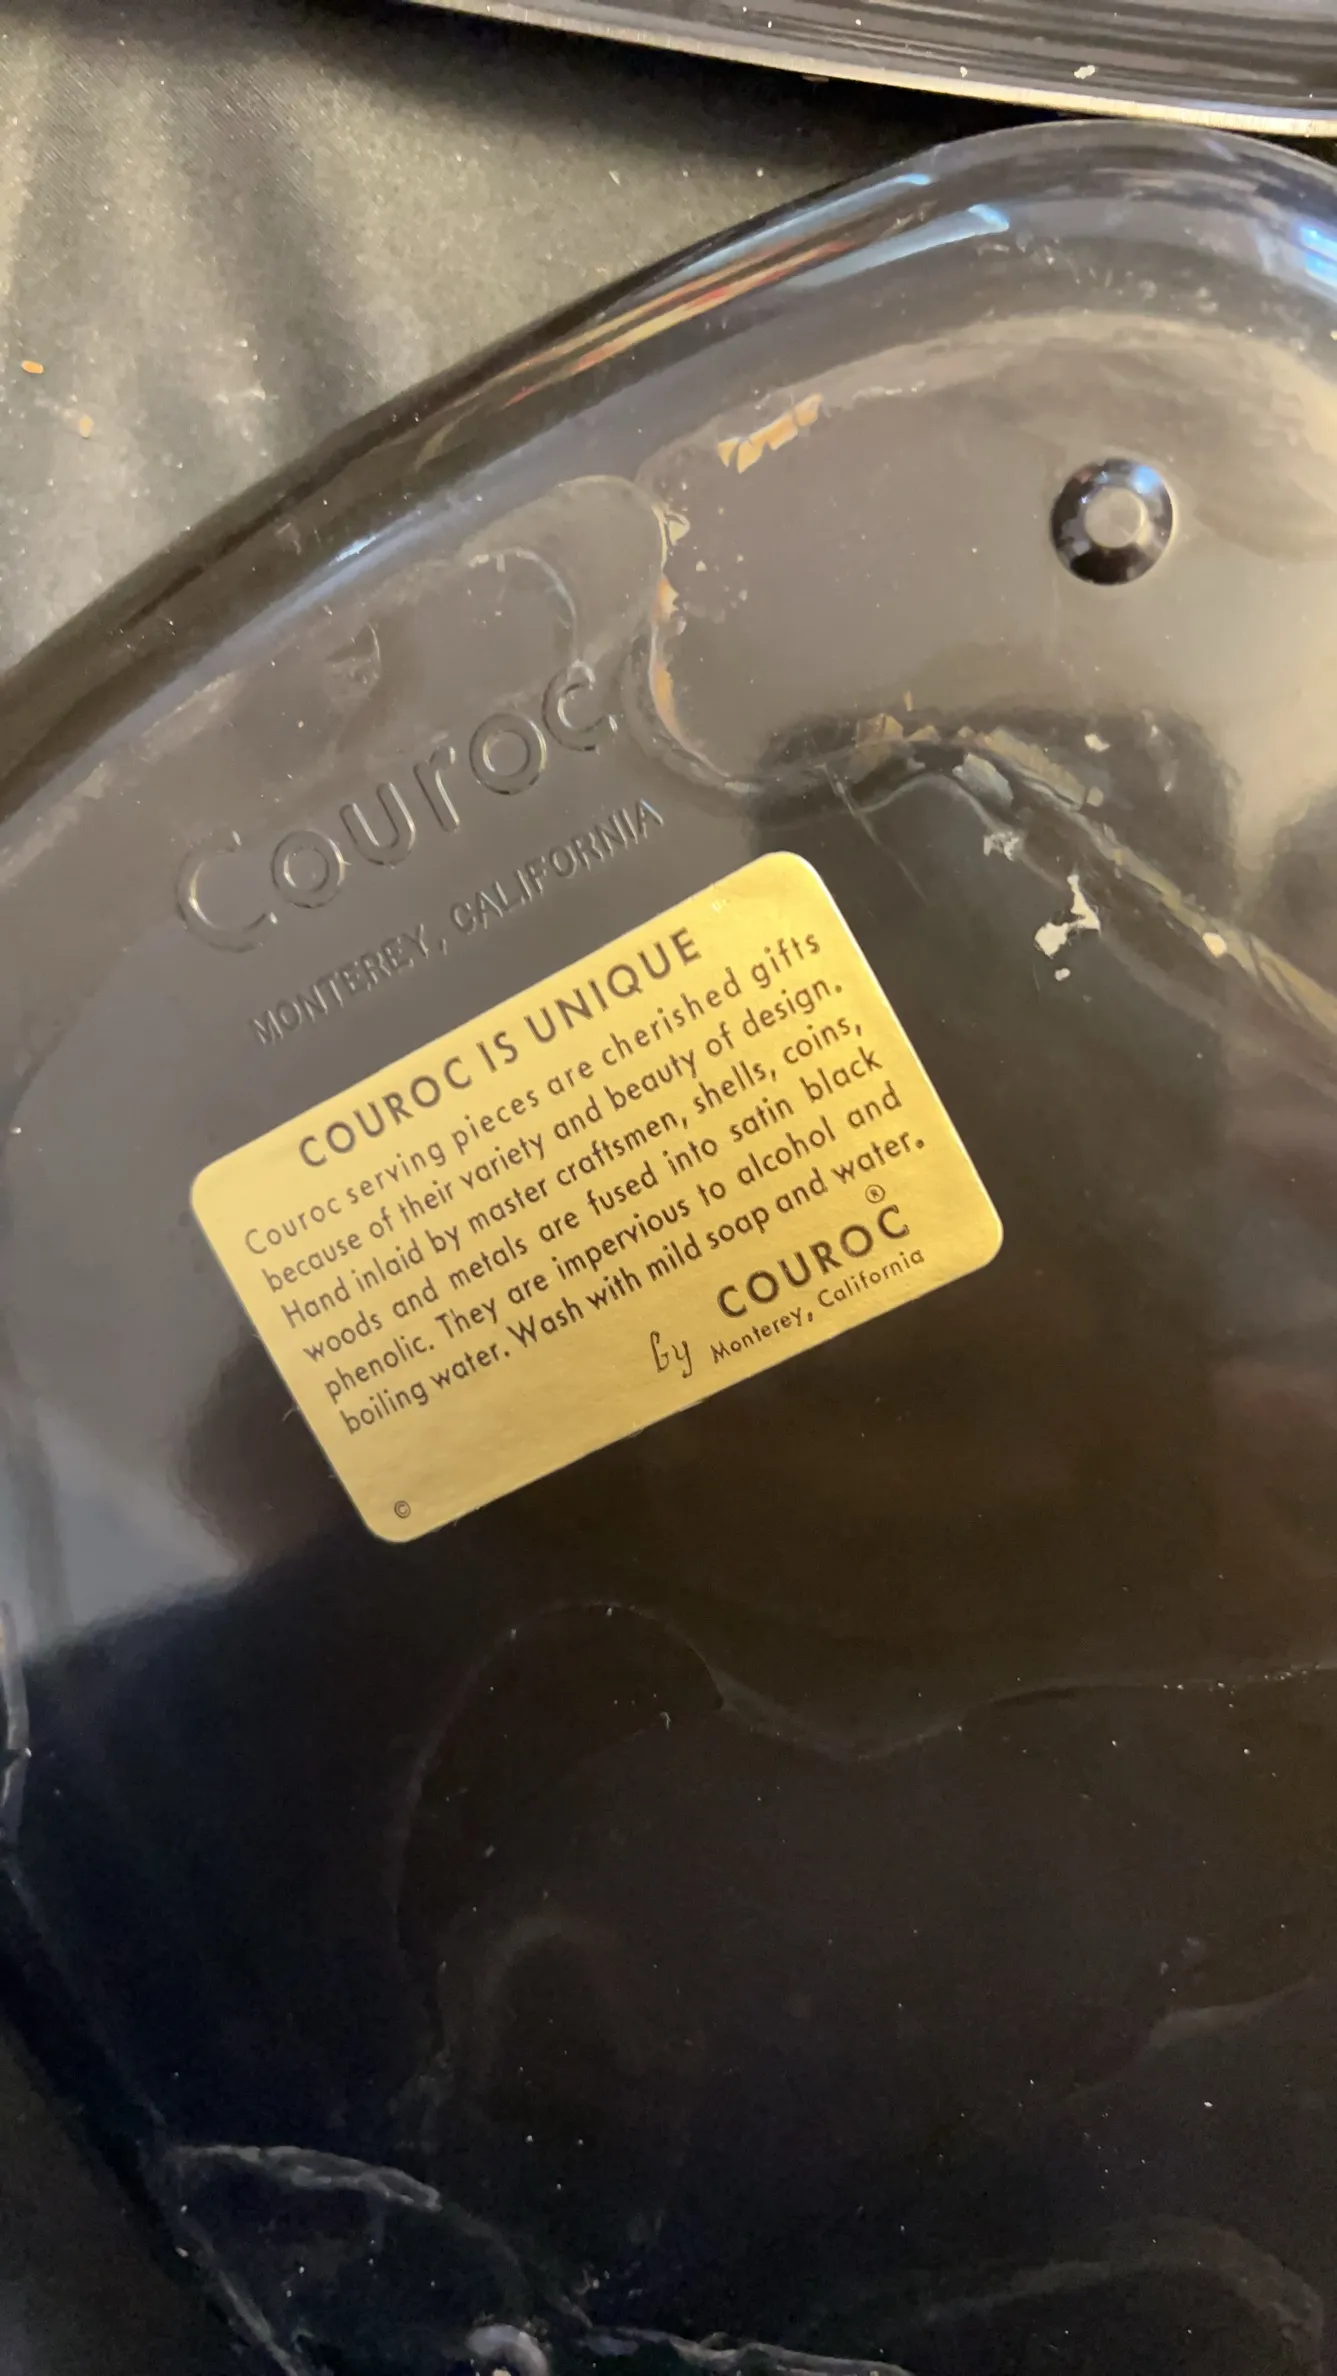 Couroc
MONTEREY, CALIFORNIA
COUROC IS UNIQUE
Couroc serving pieces are cherished gifts
because of their variety and beauty of design.
Hand inlaid by master craftsmen, shells, coins,
woods and metals are fused into satin black
phenolic. They are impervious to alcohol and
boiling water. Wash with mild soap and water.
by COUROC®
Monterey, California
©